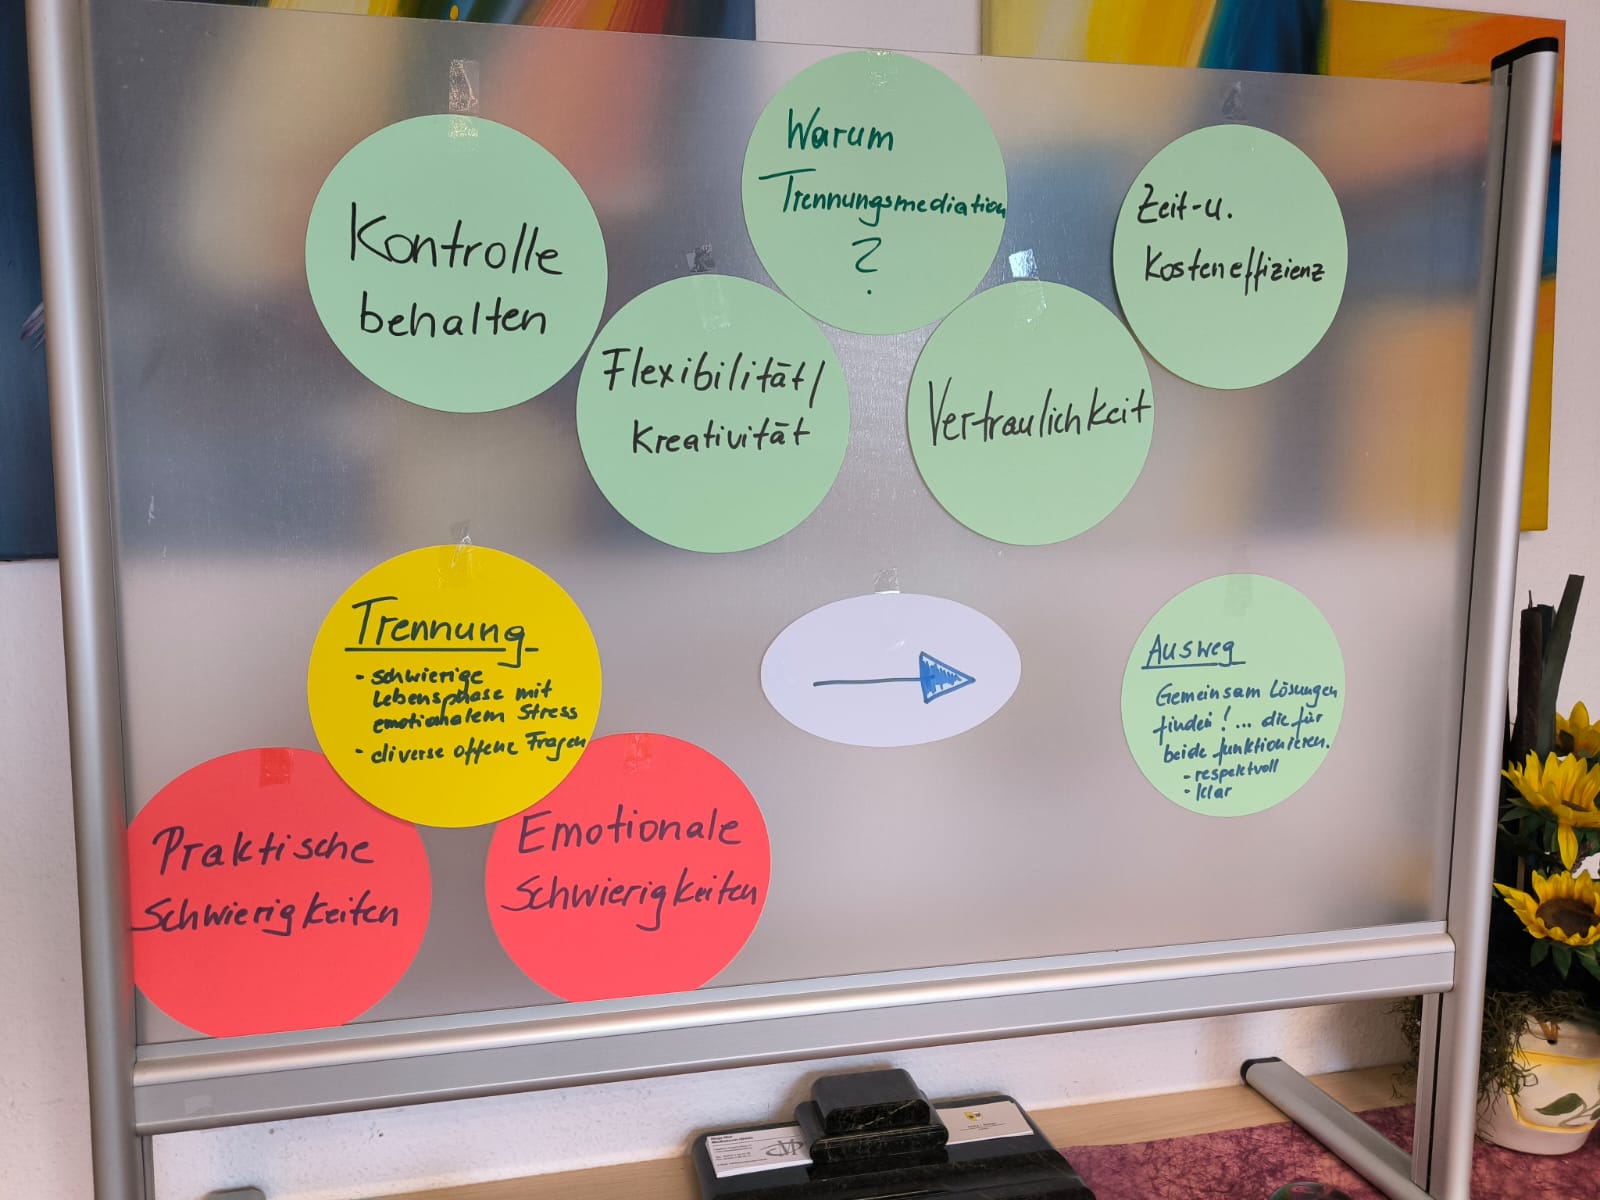 Warum
Trennungsmediation
?
Kontrolle
behalten
Flexibilität/
Kreativität
Vertraulichkeit
Zeit-u.
Kosteneffizienz
Trennung
- schwierige
Lebensphase mit
emotionalem Stress
- diverse offene Fragen
Praktische
Schwierigkeiten
Emotionale
Schwierigkeiten
Ausweg
Gemeinsam Lösungen
finden! ... die für
beide funktionieren.
- respektvoll
- klar